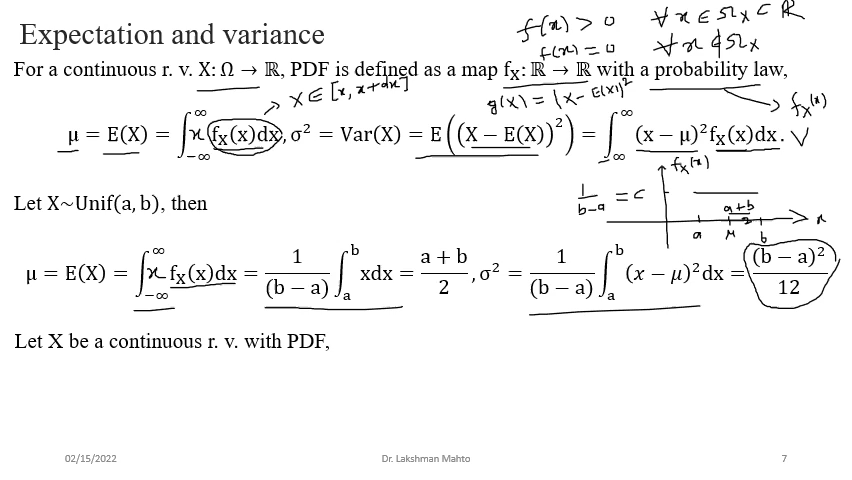 Expectation and variance
f(x) > 0 ∀ x ∈ Ω_X ⊂ ℝ
f(x) = 0 ∀ x ∉ Ω_X
For a continuous r. v. X: Ω → ℝ, PDF is defined as a map f_X: ℝ → ℝ with a probability law,
→ X ∈ [x, x+dx]
g(x) = (x − E(X))²
→ f_X(x)
μ = E(X) = ∫_{−∞}^{∞} x f_X(x)dx, σ² = Var(X) = E((X − E(X))²) = ∫_{−∞}^{∞} (x − μ)² f_X(x)dx.
f_X(x)
1/(b−a) = c
(a+b)/2
a μ b x
Let X~Unif(a, b), then
μ = E(X) = ∫_{−∞}^{∞} x f_X(x)dx = 1/(b − a) ∫_a^b xdx = (a + b)/2, σ² = 1/(b − a) ∫_a^b (x − μ)²dx = (b − a)²/12
Let X be a continuous r. v. with PDF,
02/15/2022 Dr. Lakshman Mahto 7